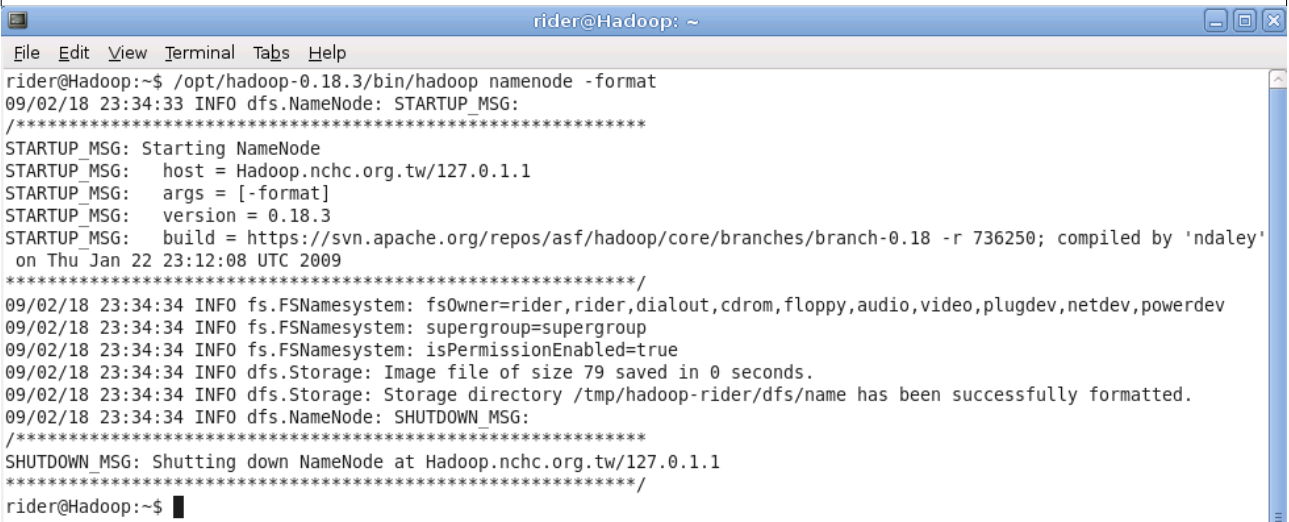 rider@Hadoop: ~
File Edit View Terminal Tabs Help
rider@Hadoop:~$ /opt/hadoop-0.18.3/bin/hadoop namenode -format
09/02/18 23:34:33 INFO dfs.NameNode: STARTUP_MSG:
/************************************************************
STARTUP_MSG: Starting NameNode
STARTUP_MSG:   host = Hadoop.nchc.org.tw/127.0.1.1
STARTUP_MSG:   args = [-format]
STARTUP_MSG:   version = 0.18.3
STARTUP_MSG:   build = https://svn.apache.org/repos/asf/hadoop/core/branches/branch-0.18 -r 736250; compiled by 'ndaley'
 on Thu Jan 22 23:12:08 UTC 2009
************************************************************/
09/02/18 23:34:34 INFO fs.FSNamesystem: fsOwner=rider,rider,dialout,cdrom,floppy,audio,video,plugdev,netdev,powerdev
09/02/18 23:34:34 INFO fs.FSNamesystem: supergroup=supergroup
09/02/18 23:34:34 INFO fs.FSNamesystem: isPermissionEnabled=true
09/02/18 23:34:34 INFO dfs.Storage: Image file of size 79 saved in 0 seconds.
09/02/18 23:34:34 INFO dfs.Storage: Storage directory /tmp/hadoop-rider/dfs/name has been successfully formatted.
09/02/18 23:34:34 INFO dfs.NameNode: SHUTDOWN_MSG:
/************************************************************
SHUTDOWN_MSG: Shutting down NameNode at Hadoop.nchc.org.tw/127.0.1.1
************************************************************/
rider@Hadoop:~$